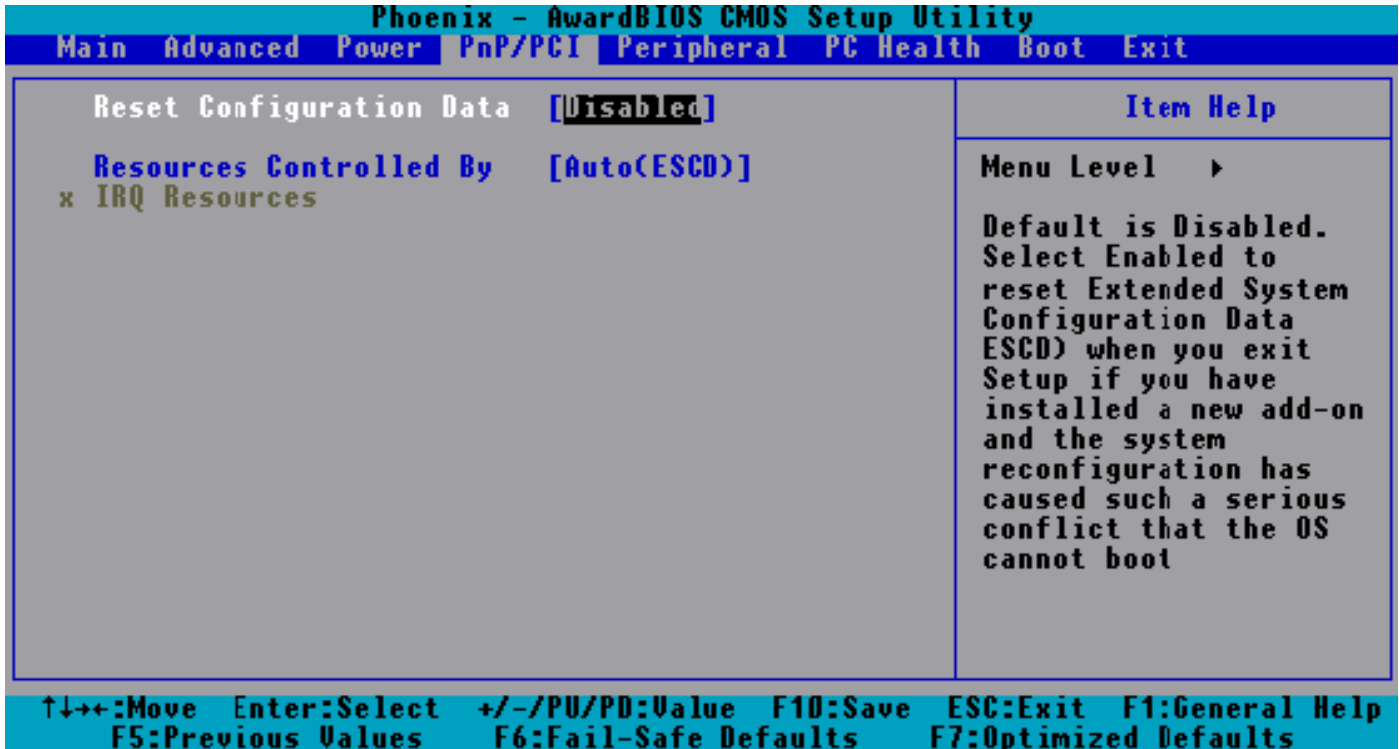 Phoenix - AwardBIOS CMOS Setup Utility
Main Advanced Power PnP/PCI Peripheral PC Health Boot Exit
Reset Configuration Data [Disabled]
Resources Controlled By [Auto(ESCD)]
x IRQ Resources
Item Help
Menu Level ▸
Default is Disabled.
Select Enabled to
reset Extended System
Configuration Data
ESCD) when you exit
Setup if you have
installed a new add-on
and the system
reconfiguration has
caused such a serious
conflict that the OS
cannot boot
↑↓→←:Move Enter:Select +/-/PU/PD:Value F10:Save ESC:Exit F1:General Help
F5:Previous Values F6:Fail-Safe Defaults F7:Optimized Defaults